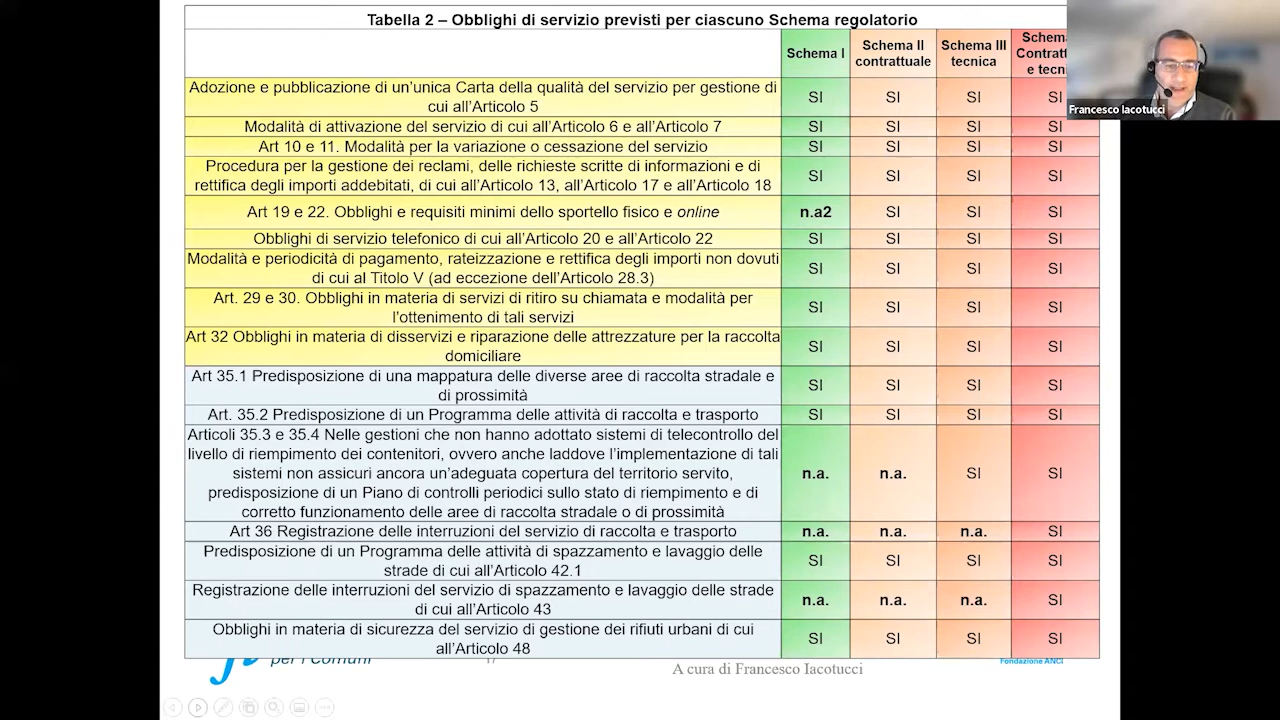 Tabella 2 – Obblighi di servizio previsti per ciascuno Schema regolatorio
Schema I
Schema II
contrattuale
Schema III
tecnica
Schema
Contratt
e tecni
Francesco Iacotucci
Adozione e pubblicazione di un’unica Carta della qualità del servizio per gestione di
cui all’Articolo 5
SI SI SI SI
Modalità di attivazione del servizio di cui all’Articolo 6 e all’Articolo 7
SI SI SI SI
Art 10 e 11. Modalità per la variazione o cessazione del servizio
SI SI SI SI
Procedura per la gestione dei reclami, delle richieste scritte di informazioni e di
rettifica degli importi addebitati, di cui all’Articolo 13, all’Articolo 17 e all’Articolo 18
SI SI SI SI
Art 19 e 22. Obblighi e requisiti minimi dello sportello fisico e online
n.a2 SI SI SI
Obblighi di servizio telefonico di cui all’Articolo 20 e all’Articolo 22
SI SI SI SI
Modalità e periodicità di pagamento, rateizzazione e rettifica degli importi non dovuti
di cui al Titolo V (ad eccezione dell’Articolo 28.3)
SI SI SI SI
Art. 29 e 30. Obblighi in materia di servizi di ritiro su chiamata e modalità per
l’ottenimento di tali servizi
SI SI SI SI
Art 32 Obblighi in materia di disservizi e riparazione delle attrezzature per la raccolta
domiciliare
SI SI SI SI
Art 35.1 Predisposizione di una mappatura delle diverse aree di raccolta stradale e
di prossimità
SI SI SI SI
Art. 35.2 Predisposizione di un Programma delle attività di raccolta e trasporto
SI SI SI SI
Articoli 35.3 e 35.4 Nelle gestioni che non hanno adottato sistemi di telecontrollo del
livello di riempimento dei contenitori, ovvero anche laddove l’implementazione di tali
sistemi non assicuri ancora un’adeguata copertura del territorio servito,
predisposizione di un Piano di controlli periodici sullo stato di riempimento e di
corretto funzionamento delle aree di raccolta stradale o di prossimità
n.a. n.a. SI SI
Art 36 Registrazione delle interruzioni del servizio di raccolta e trasporto
n.a. n.a. n.a. SI
Predisposizione di un Programma delle attività di spazzamento e lavaggio delle
strade di cui all’Articolo 42.1
SI SI SI SI
Registrazione delle interruzioni del servizio di spazzamento e lavaggio delle strade
di cui all’Articolo 43
n.a. n.a. n.a. SI
Obblighi in materia di sicurezza del servizio di gestione dei rifiuti urbani di cui
all’Articolo 48
SI SI SI SI
per i Comuni
17
A cura di Francesco Iacotucci
Fondazione ANCI